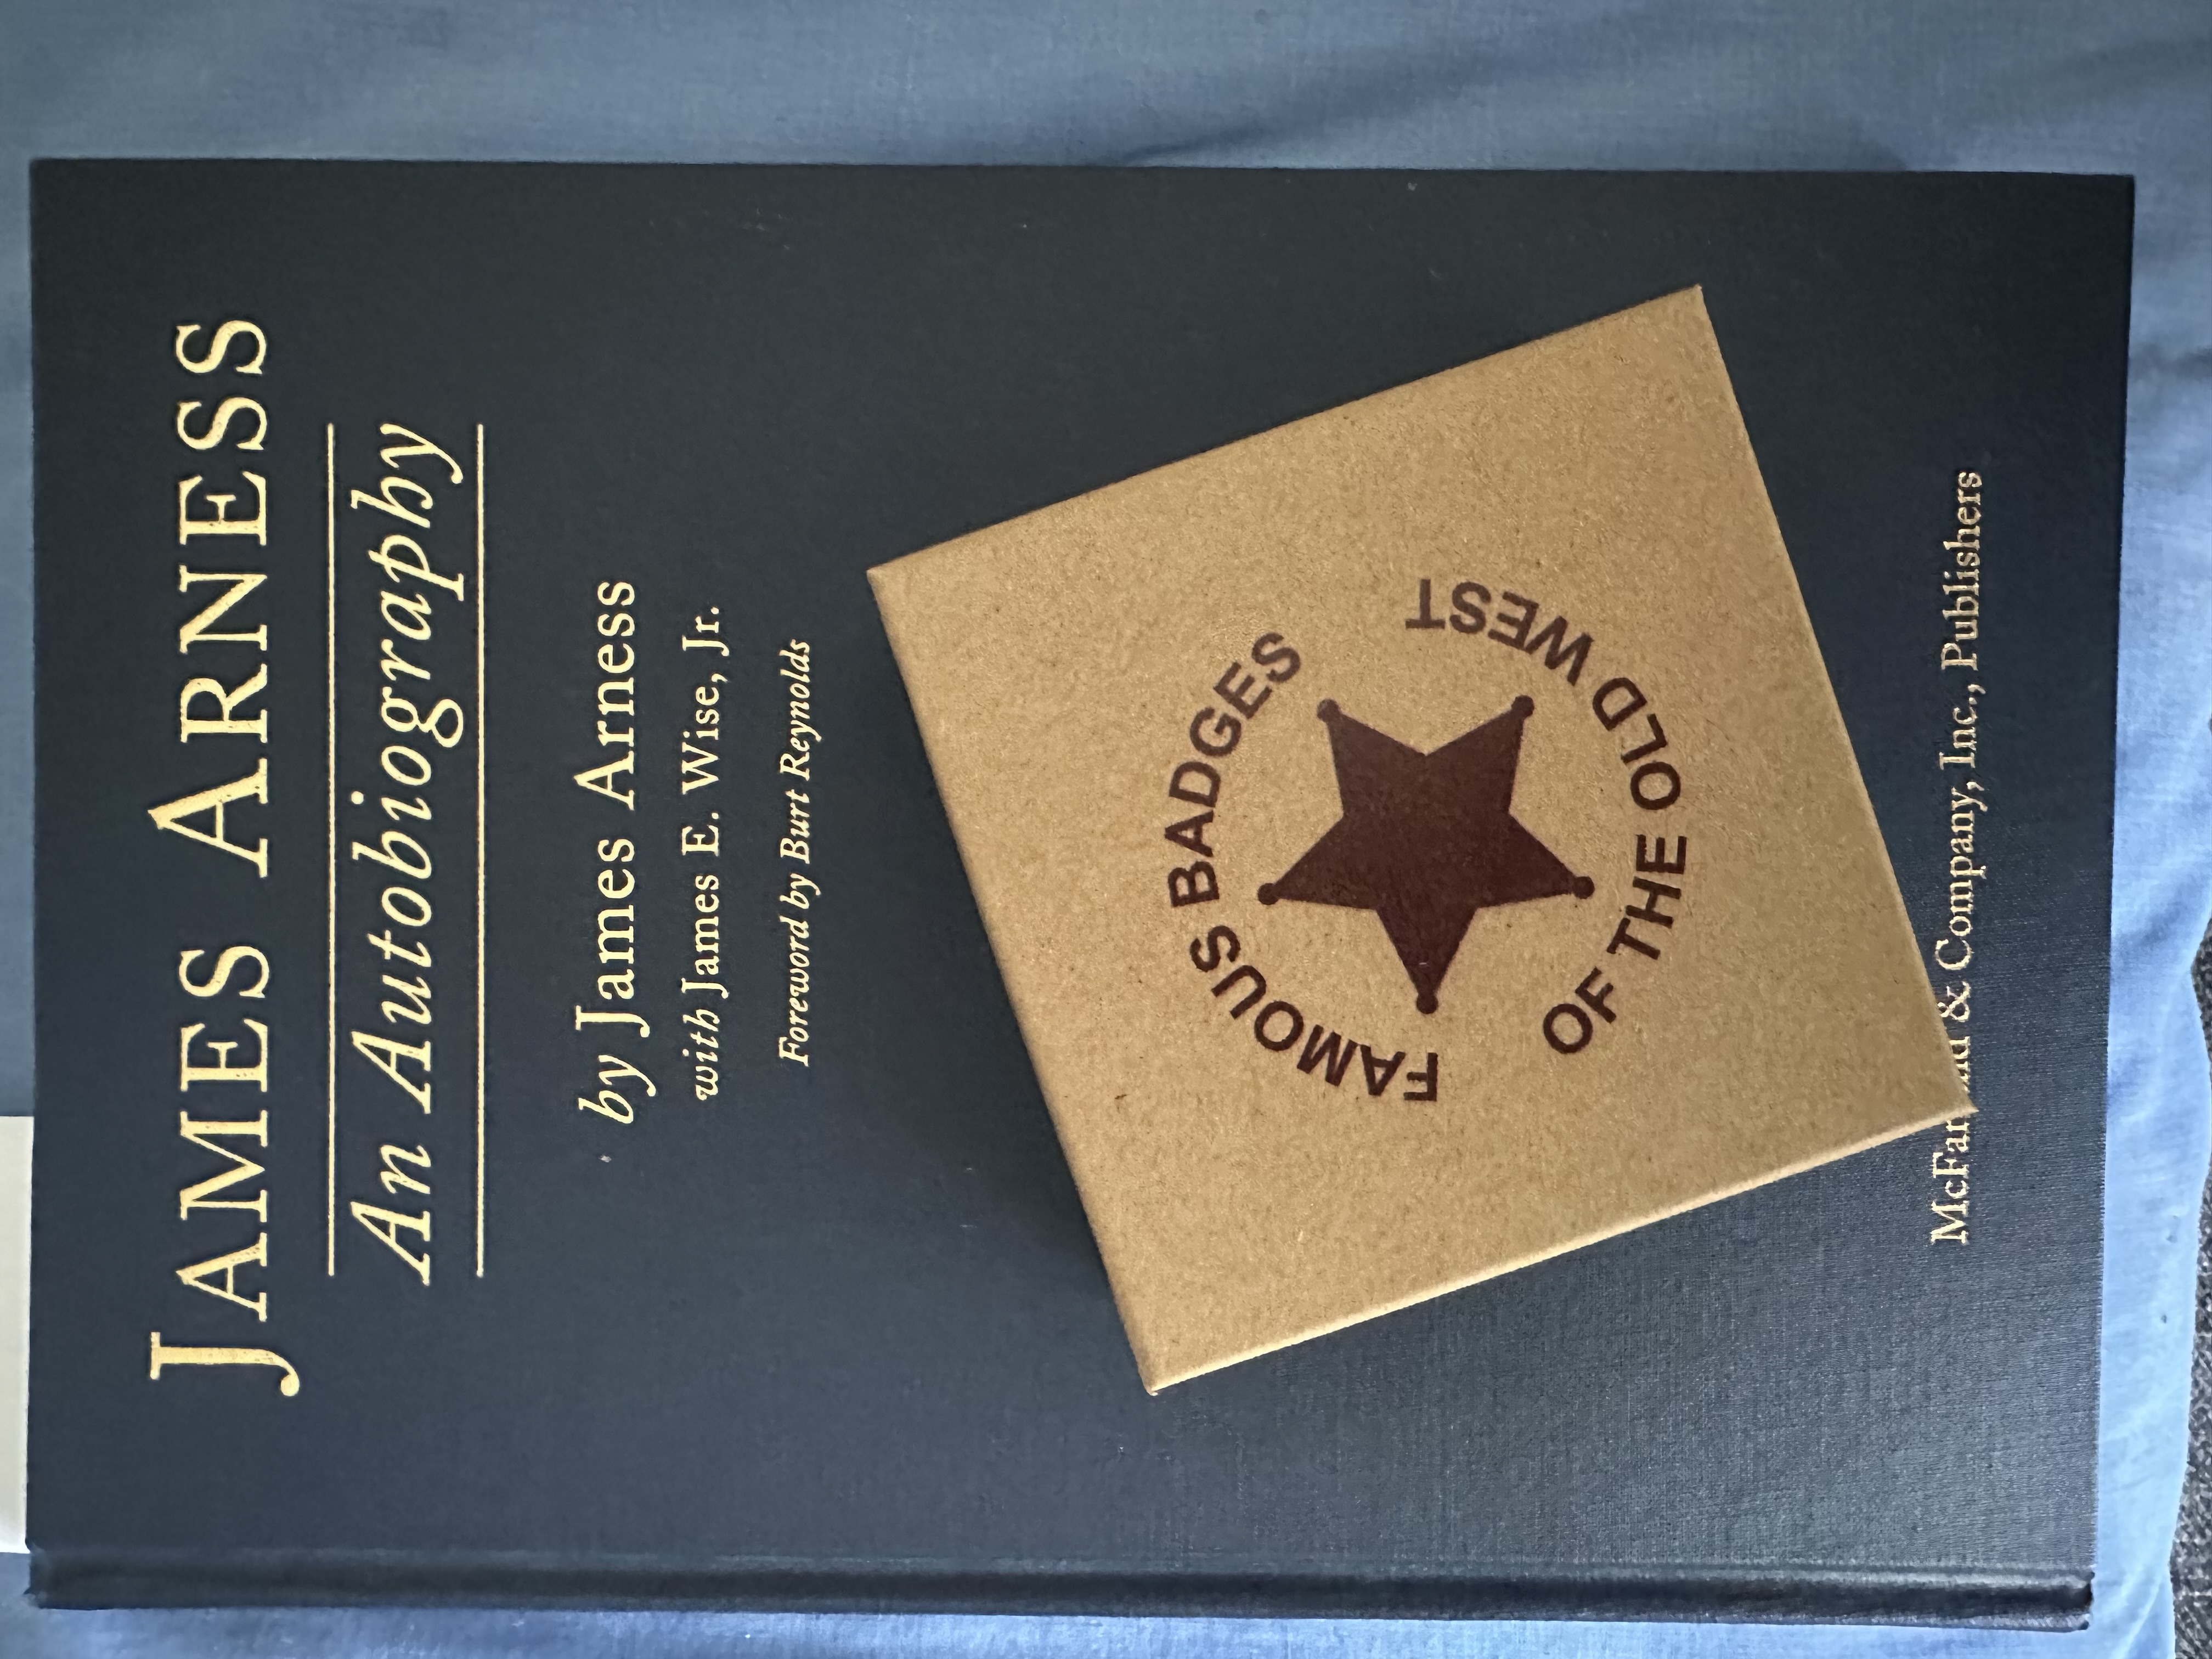 JAMES ARNESS
An Autobiography
by James Arness
with James E. Wise, Jr.
Foreword by Burt Reynolds
FAMOUS BADGES
OF THE OLD WEST
& Company, Inc., Publishers